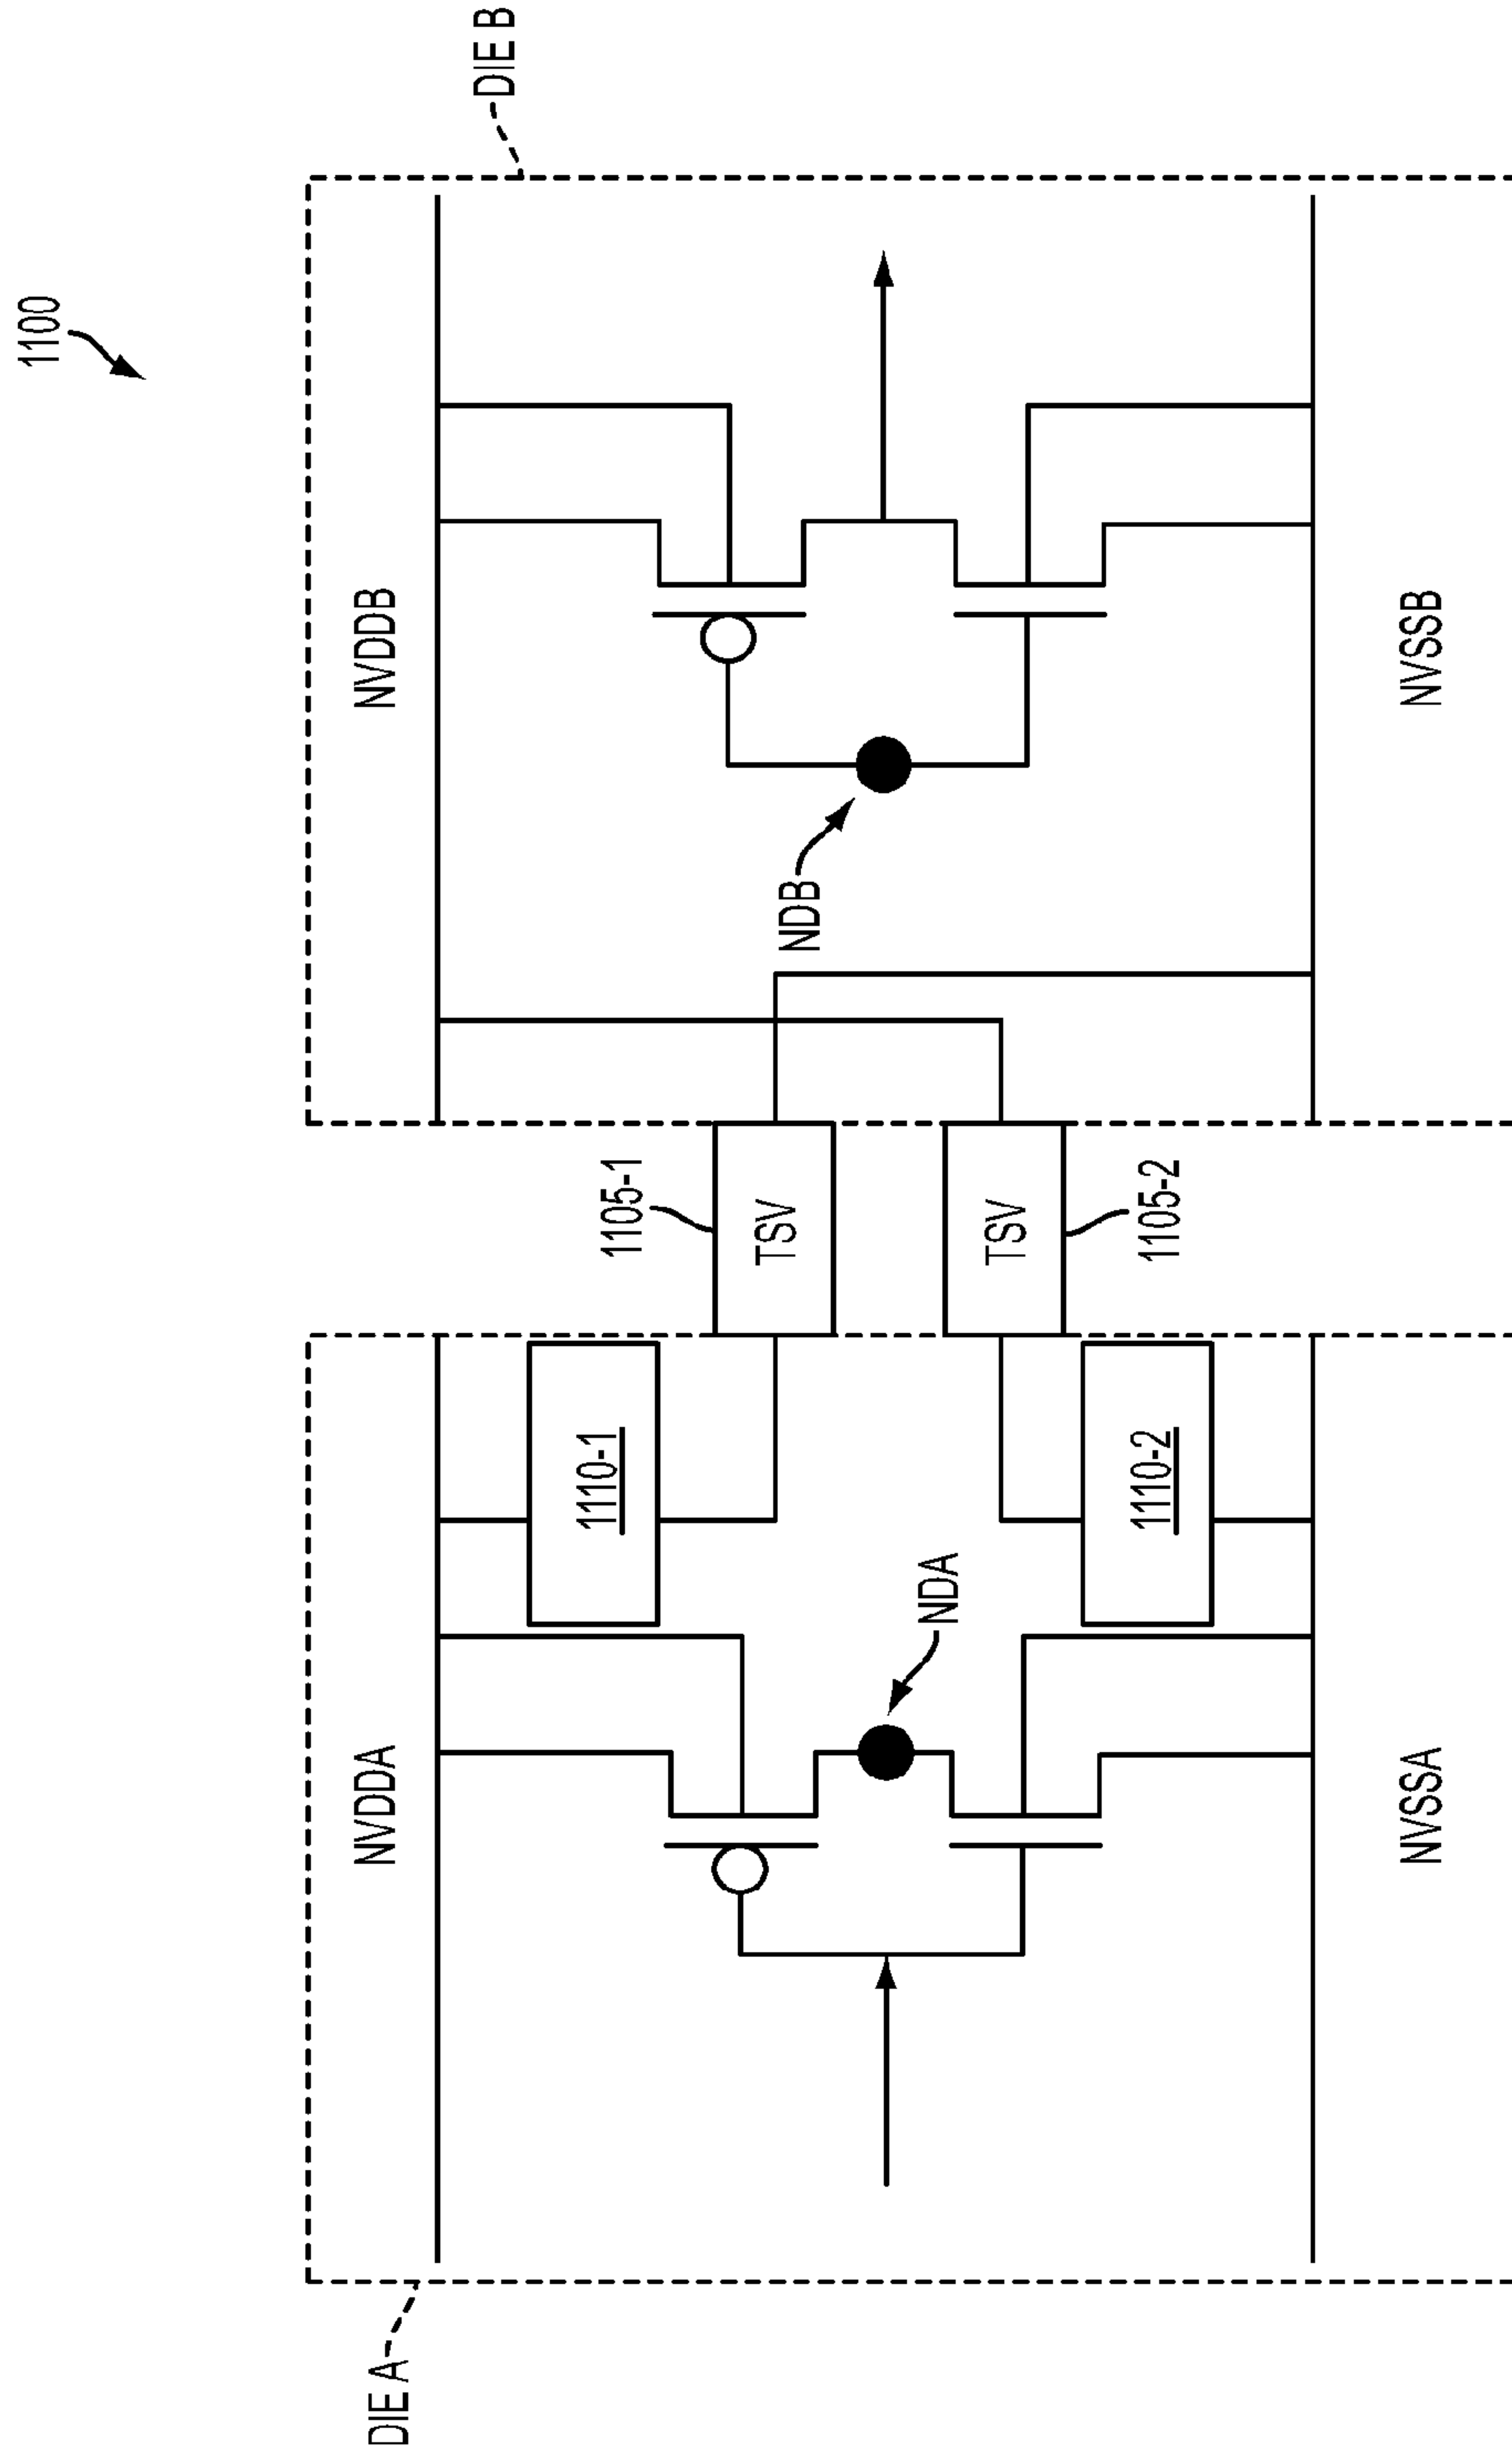 1100
DIE A
DIE B
NVDDA
NVDDB
1110-1
1105-1
TSV
NDB
NDA
TSV
1105-2
1110-2
NVSSA
NVSSB